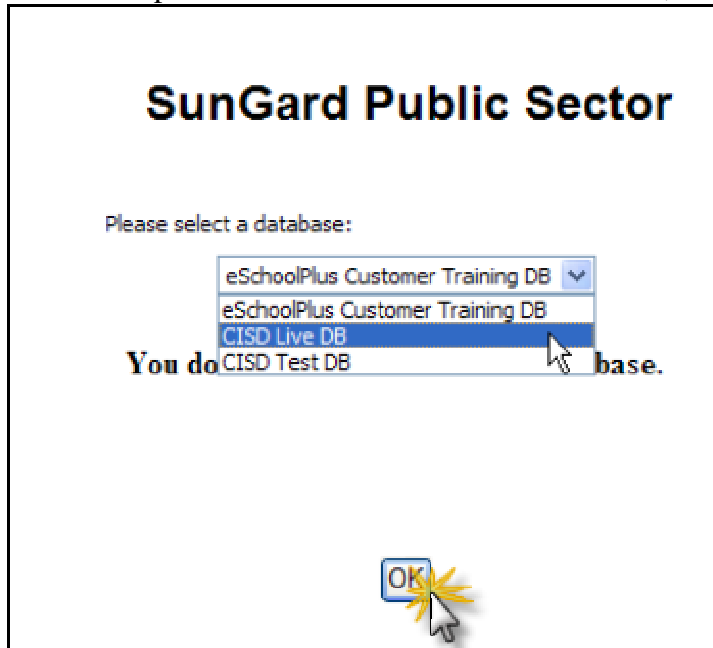 SunGard Public Sector
Please select a database:
eSchoolPlus Customer Training DB
eSchoolPlus Customer Training DB
CISD Live DB
CISD Test DB
You do
base.
OK